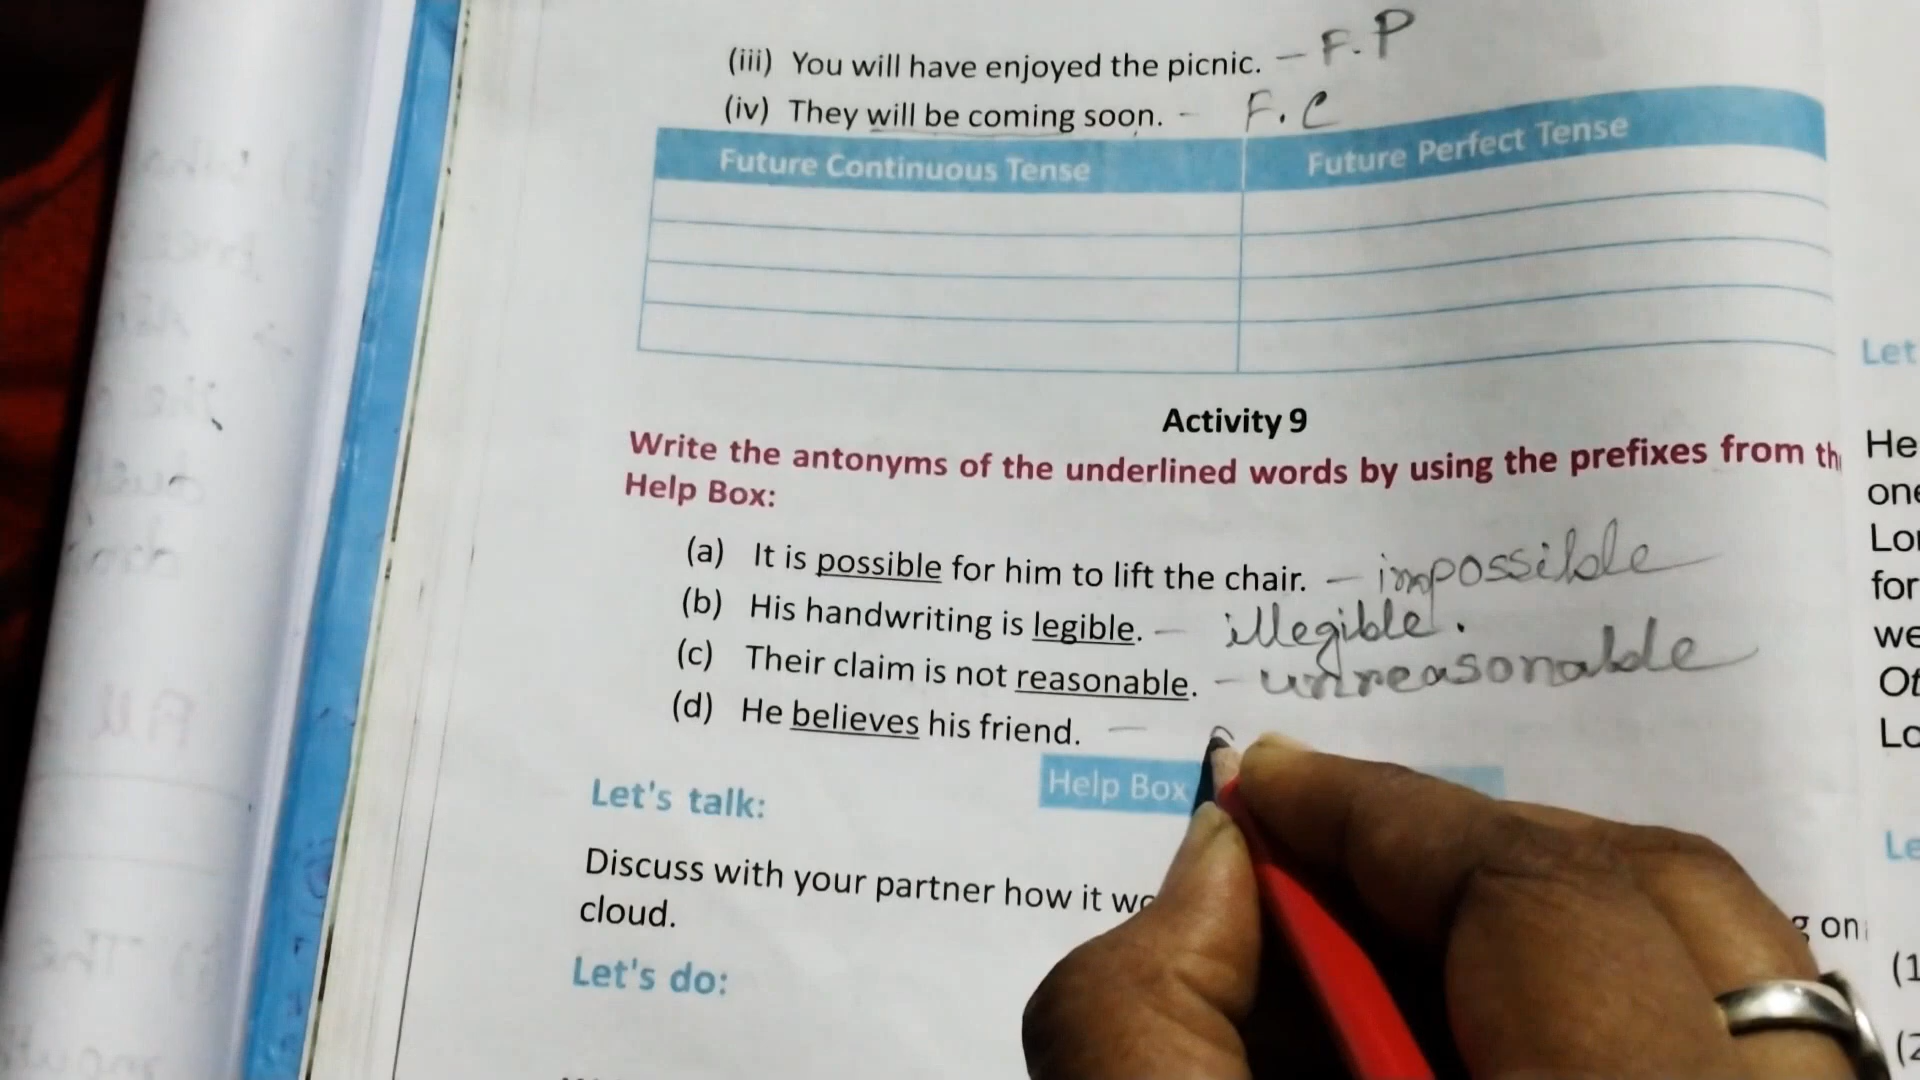 (iii) You will have enjoyed the picnic. – F.P
(iv) They will be coming soon. - F.C
Future Continuous Tense Future Perfect Tense
Activity 9
Write the antonyms of the underlined words by using the prefixes from th
Help Box:
(a) It is possible for him to lift the chair. – impossible
(b) His handwriting is legible. – illegible.
(c) Their claim is not reasonable. – unreasonable
(d) He believes his friend. –
Help Box
Let's talk:
Discuss with your partner how it wo
cloud.
Let's do:
Let
He
one
Lo
for
we
Ot
Lo
Le
g on
(1
(2